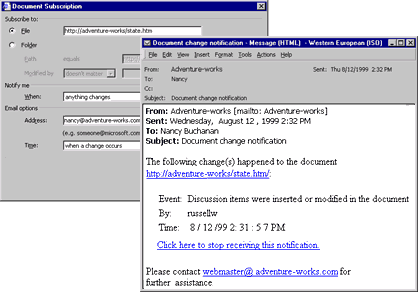 Document Subscription
Subscribe to:
File
http://adventure-works/state.htm
Folder
Path
equals
Modified by
doesn't matter
Notify me
When:
anything changes
Email options
Address:
nancy@adventure-works.com
(e.g. someone@microsoft.com
Time:
when a change occurs
Document change notification - Message (HTML) - Western European (ISO)
File Edit View Insert Format Tools Actions Help
From: Adventure-works
Sent: Thu 8/12/1999 2:32 PM
To: Nancy
Cc:
Subject: Document change notification
From: Adventure-works [mailto: Adventure-works]
Sent: Wednesday, August 12 , 1999 2:32 PM
To: Nancy Buchanan
Subject: Document change notification
The following change(s) happened to the document
http://adventure-works/state.htm/:
Event: Discussion items were inserted or modified in the document
By: russellw
Time: 8 / 12 /99 2: 31 : 5 7 PM
Click here to stop receiving this notification.
Please contact webmaster@ adventure-works.com for
further assistance